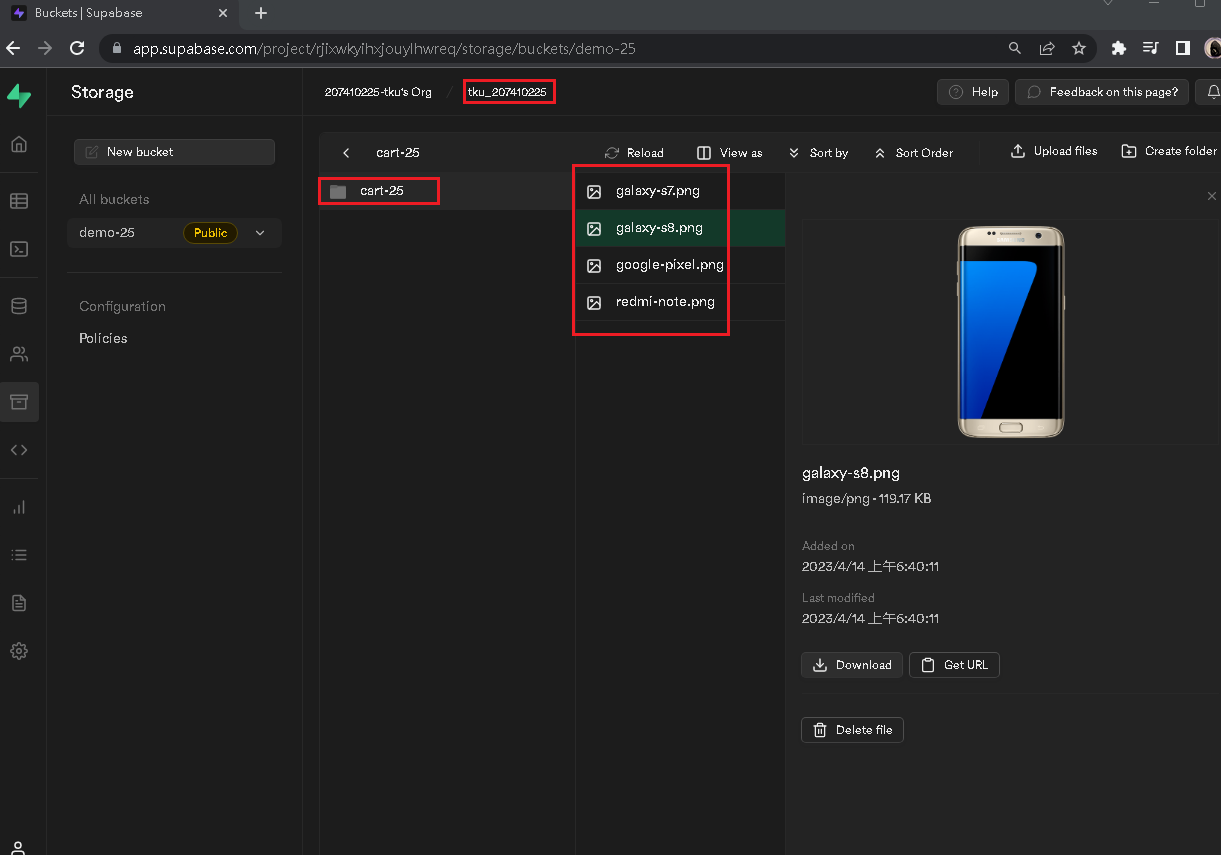 Buckets | Supabase
app.supabase.com/project/rjixwkyihxjouylhwreq/storage/buckets/demo-25
Storage
207410225-tku's Org / tku_207410225
Help
Feedback on this page?
New bucket
All buckets
demo-25
Public
Configuration
Policies
cart-25
Reload
View as
Sort by
Sort Order
Upload files
Create folder
cart-25
galaxy-s7.png
galaxy-s8.png
google-pixel.png
redmi-note.png
SAMSUNG
galaxy-s8.png
image/png - 119.17 KB
Added on
2023/4/14 上午6:40:11
Last modified
2023/4/14 上午6:40:11
Download
Get URL
Delete file